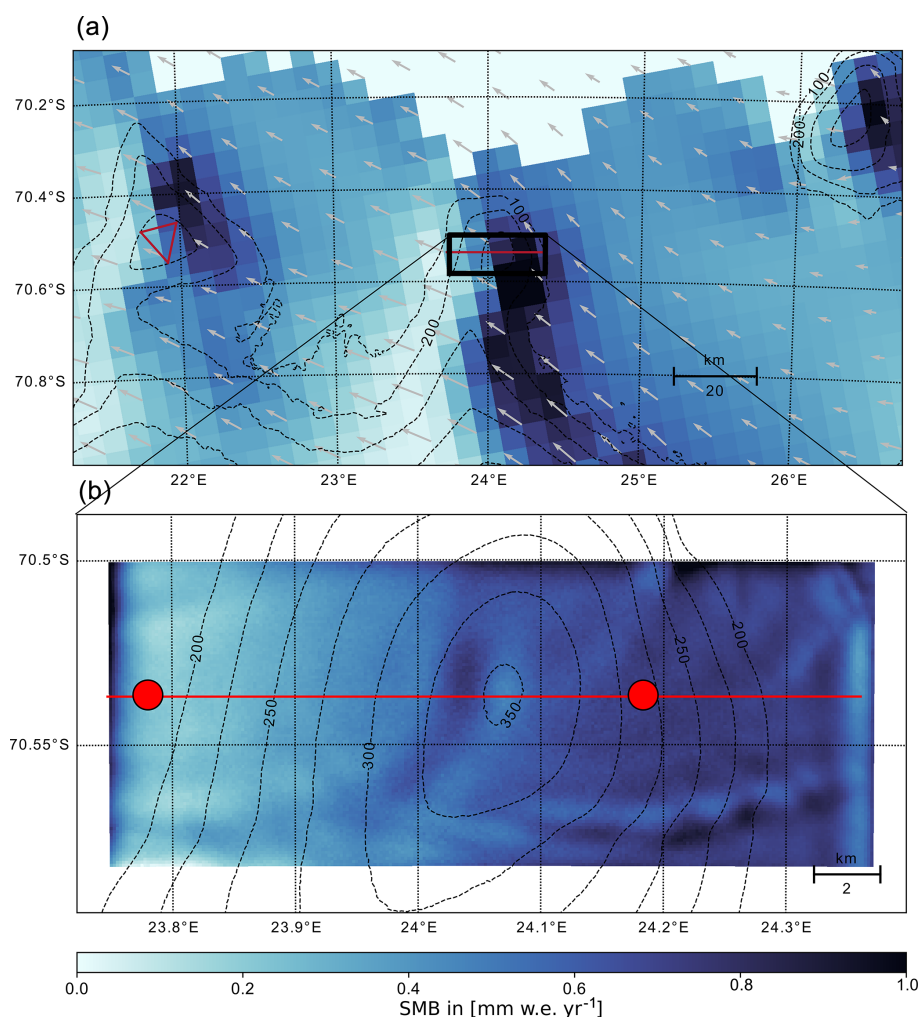 (a)
70.2°S
70.4°S
70.6°S
70.8°S
100
200
100
200
km
20
22°E
23°E
24°E
25°E
26°E
(b)
70.5°S
70.55°S
200
250
300
350
250
200
km
2
23.8°E
23.9°E
24°E
24.1°E
24.2°E
24.3°E
0.0
0.2
0.4
0.6
0.8
1.0
SMB in [mm w.e. yr⁻¹]